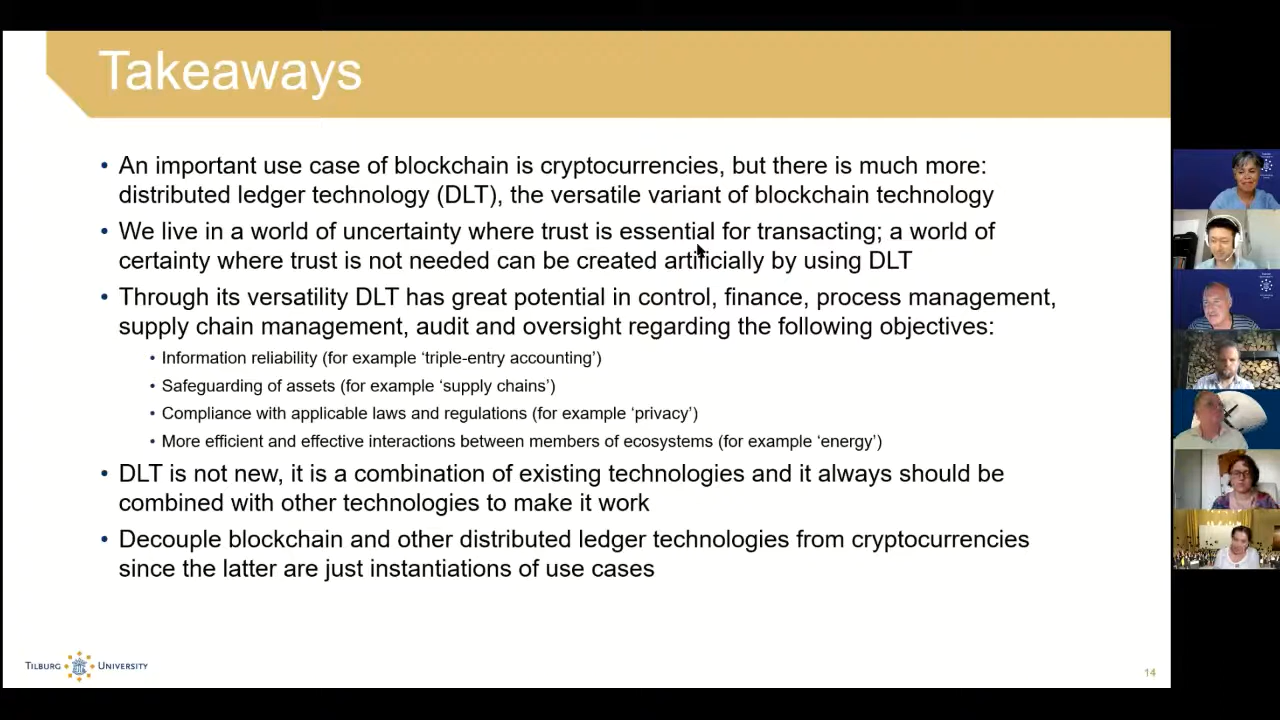 Takeaways
• An important use case of blockchain is cryptocurrencies, but there is much more:
distributed ledger technology (DLT), the versatile variant of blockchain technology
• We live in a world of uncertainty where trust is essential for transacting; a world of
certainty where trust is not needed can be created artificially by using DLT
• Through its versatility DLT has great potential in control, finance, process management,
supply chain management, audit and oversight regarding the following objectives:
• Information reliability (for example ‘triple-entry accounting’)
• Safeguarding of assets (for example ‘supply chains’)
• Compliance with applicable laws and regulations (for example ‘privacy’)
• More efficient and effective interactions between members of ecosystems (for example ‘energy’)
• DLT is not new, it is a combination of existing technologies and it always should be
combined with other technologies to make it work
• Decouple blockchain and other distributed ledger technologies from cryptocurrencies
since the latter are just instantiations of use cases
TILBURG UNIVERSITY
14